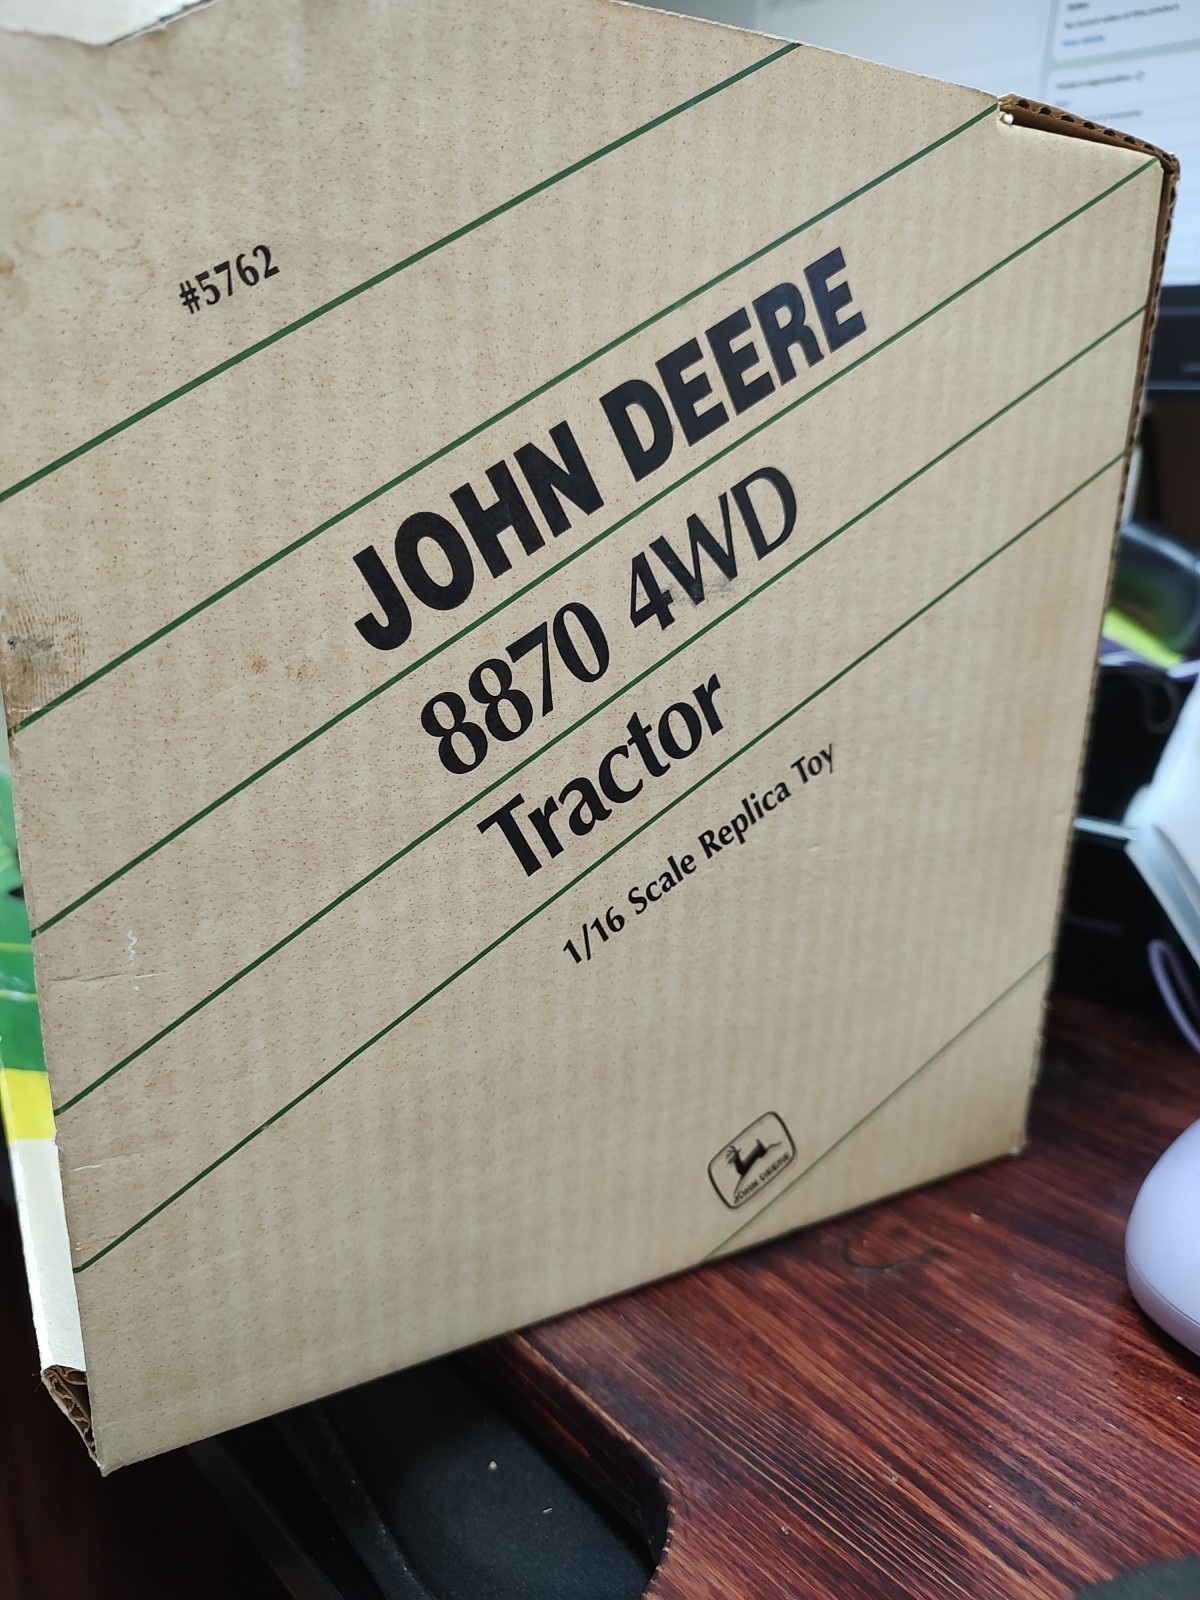 #5762
JOHN DEERE
8870 4WD
Tractor
1/16 Scale Replica Toy
JOHN DEERE